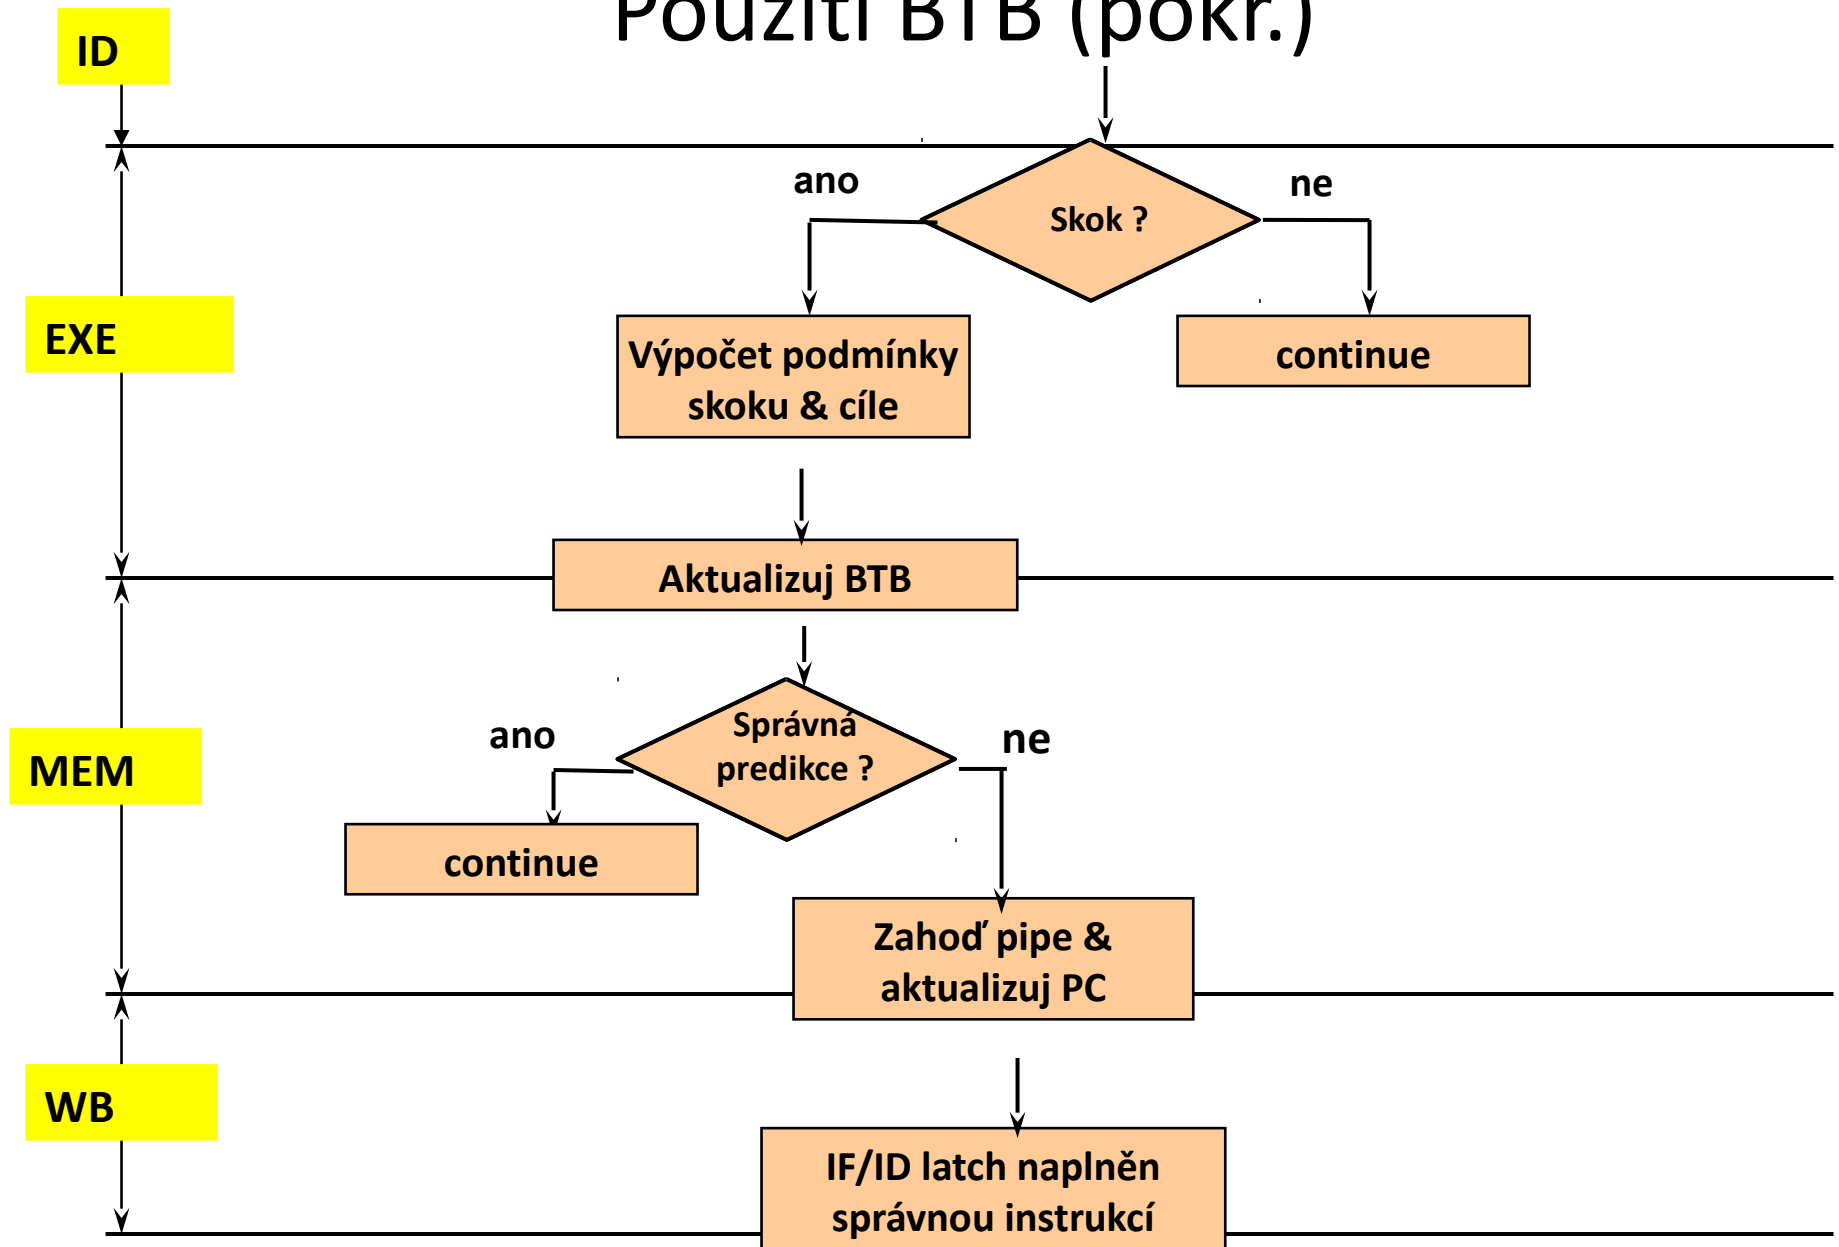 Použití BTB (pokr.)
ID
ano
ne
Skok ?
EXE
Výpočet podmínky
skoku & cíle
continue
Aktualizuj BTB
ano
Správná
predikce ?
ne
MEM
continue
Zahoď pipe &
aktualizuj PC
WB
IF/ID latch naplněn
správnou instrukcí